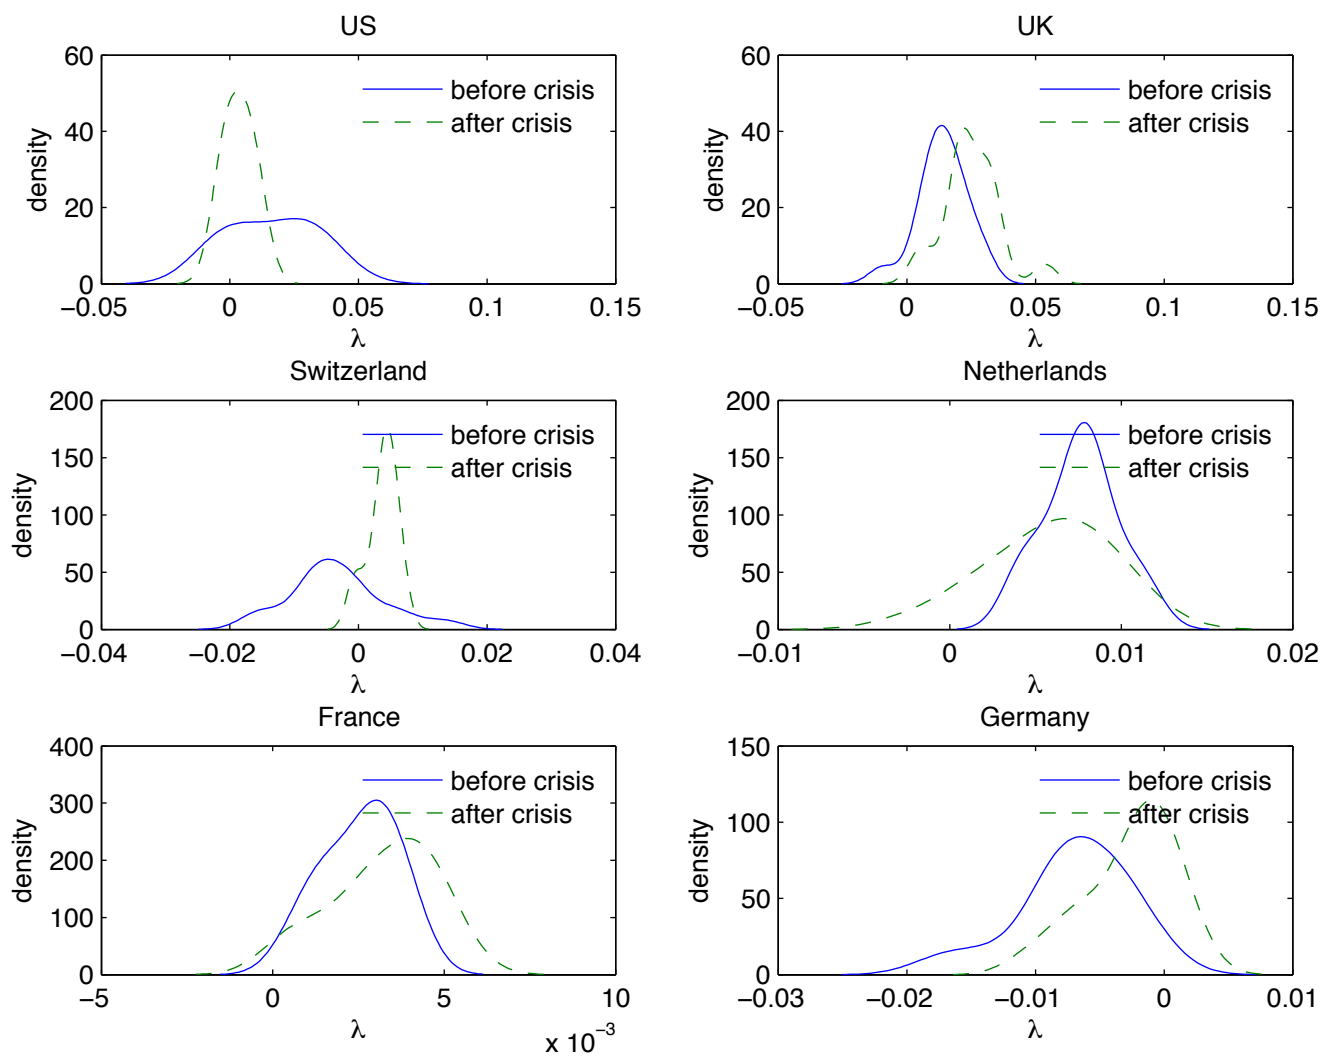 US
60
40
20
0
density
before crisis
after crisis
−0.05
0
0.05
0.1
0.15
λ
UK
60
40
20
0
density
before crisis
after crisis
−0.05
0
0.05
0.1
0.15
λ
Switzerland
200
150
100
50
0
density
before crisis
after crisis
−0.04
−0.02
0
0.02
0.04
λ
Netherlands
200
150
100
50
0
density
before crisis
after crisis
−0.01
0
0.01
0.02
λ
France
400
300
200
100
0
density
before crisis
after crisis
−5
0
5
10
λ
x 10⁻³
Germany
150
100
50
0
density
before crisis
after crisis
−0.03
−0.02
−0.01
0
0.01
λ